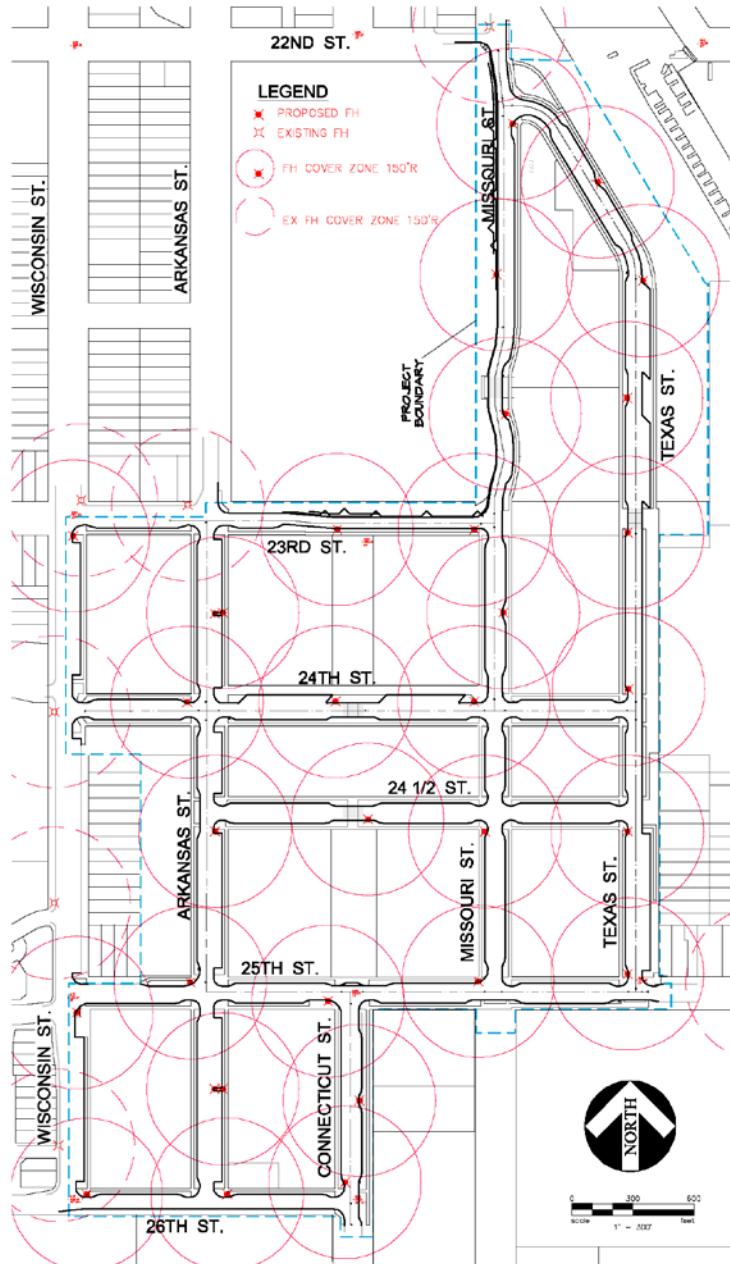 22ND ST.
LEGEND
PROPOSED FH
EXISTING FH
FH COVER ZONE 150'R
EX FH COVER ZONE 150'R
MISSOURI ST.
ARKANSAS ST.
WISCONSIN ST.
PROJECT
BOUNDARY
TEXAS ST.
23RD ST.
24TH ST.
24 1/2 ST.
ARKANSAS ST.
MISSOURI ST.
TEXAS ST.
25TH ST.
WISCONSIN ST.
CONNECTICUT ST.
NORTH
0 300 600
scale feet
1" = 300'
26TH ST.